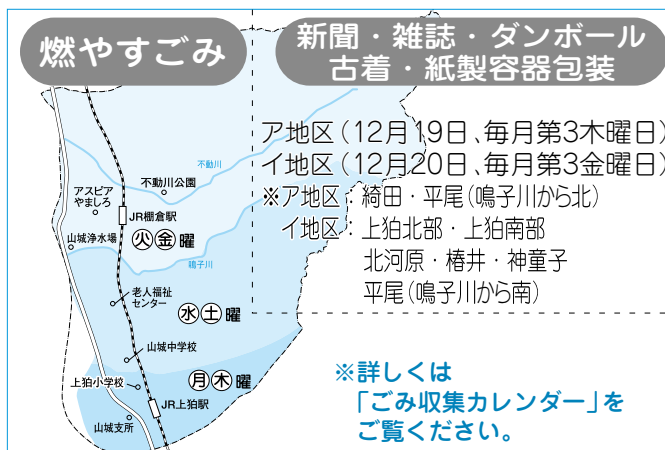 燃やすごみ
新聞・雑誌・ダンボール
古着・紙製容器包装
ア地区(12月19日、毎月第3木曜日)
イ地区(12月20日、毎月第3金曜日)
※ア地区:綺田・平尾(鳴子川から北)
イ地区:上狛北部・上狛南部
北河原・椿井・神童子
平尾(鳴子川から南)
不動川
不動川公園
アスピア
やましろ
JR棚倉駅
山城浄水場
火金曜
鳴子川
老人福祉
センター
水土曜
山城中学校
月木曜
上狛小学校
JR上狛駅
山城支所
※詳しくは
「ごみ収集カレンダー」を
ご覧ください。